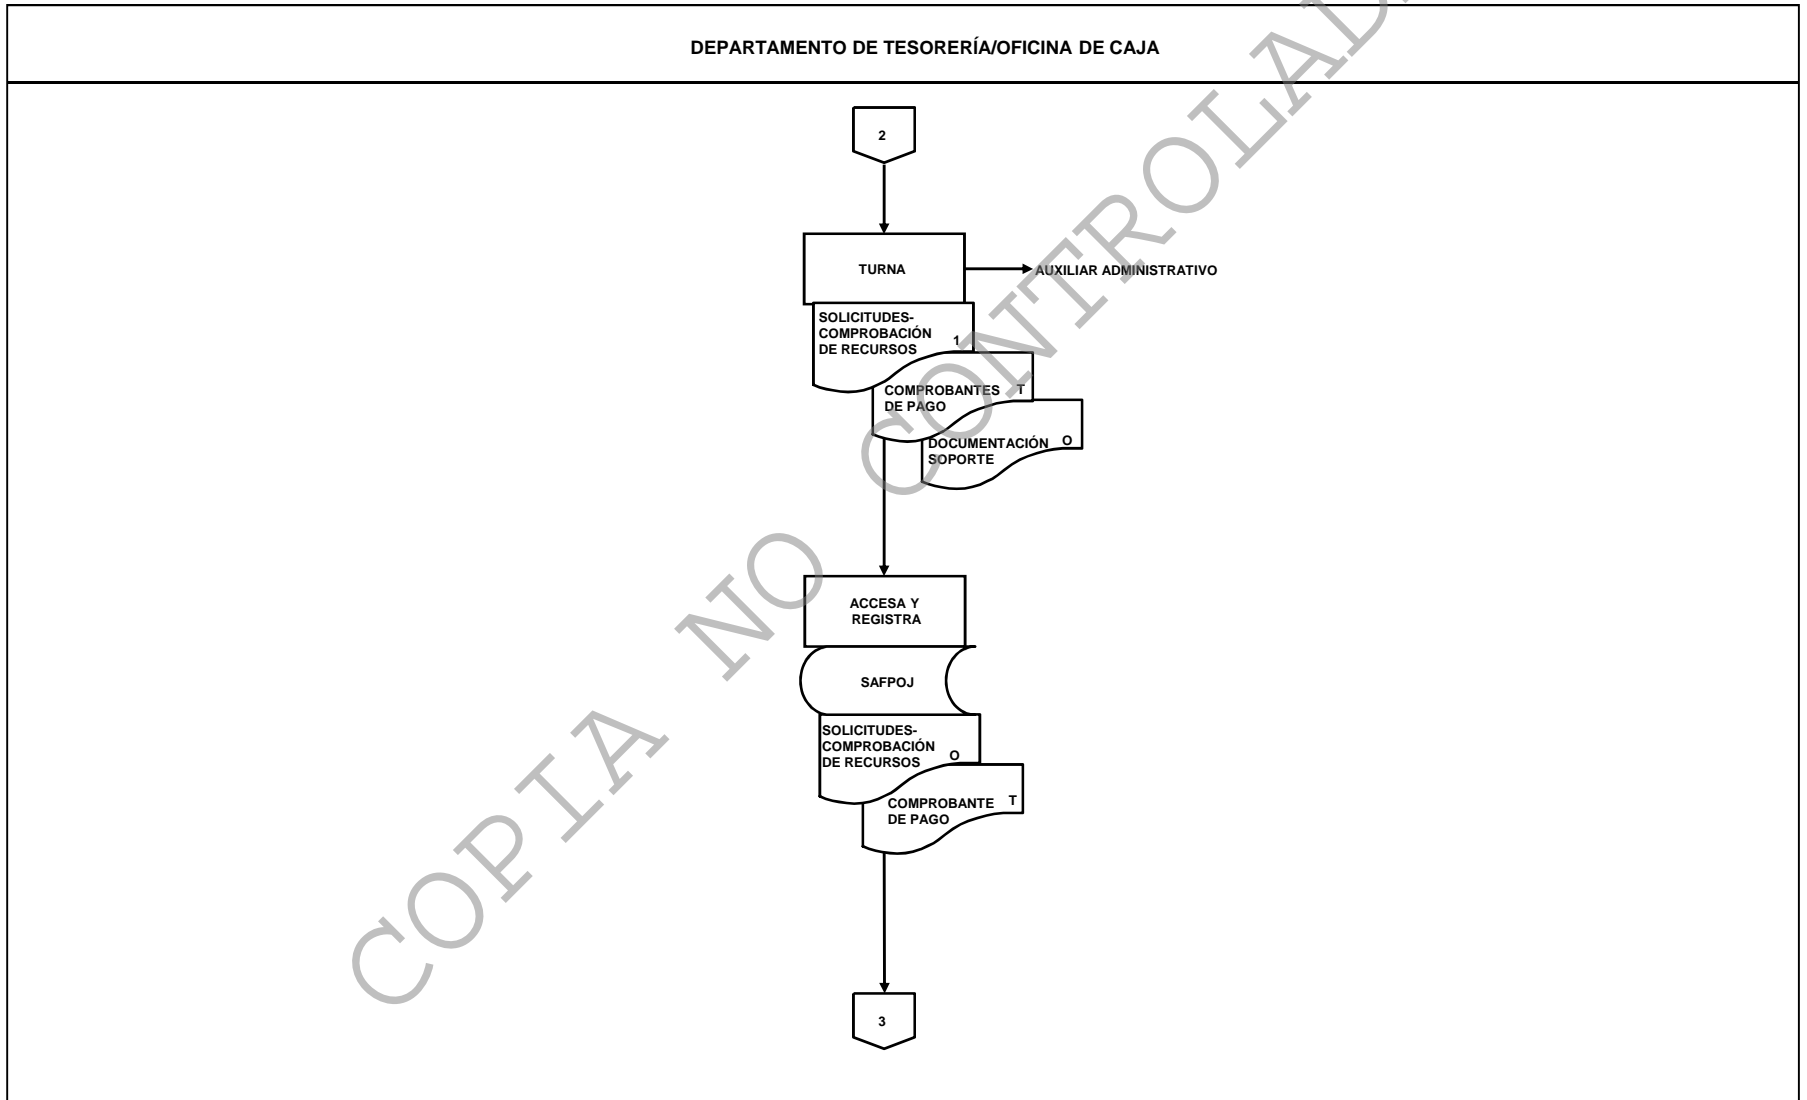 DEPARTAMENTO DE TESORERÍA/OFICINA DE CAJA
2
TURNA
AUXILIAR ADMINISTRATIVO
SOLICITUDES-
COMPROBACIÓN
DE RECURSOS 1
COMPROBANTES T
DE PAGO
DOCUMENTACIÓN O
SOPORTE
ACCESA Y
REGISTRA
SAFPOJ
SOLICITUDES-
COMPROBACIÓN
DE RECURSOS O
COMPROBANTE T
DE PAGO
3
COPIA NO CONTROLAD